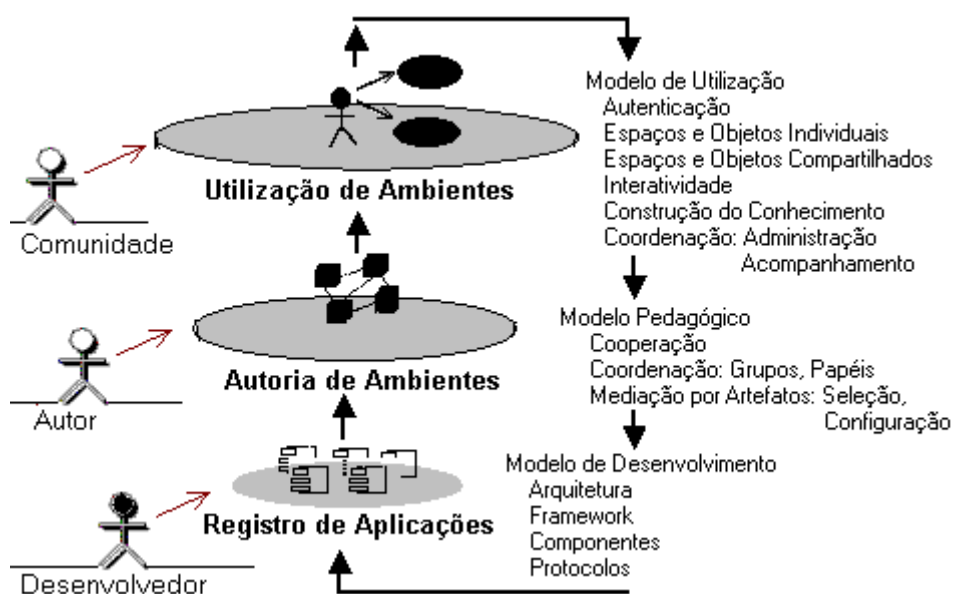 Modelo de Utilização
Autenticação
Espaços e Objetos Individuais
Espaços e Objetos Compartilhados
Interatividade
Construção do Conhecimento
Coordenação: Administração
Acompanhamento
Utilização de Ambientes
Comunidade
Modelo Pedagógico
Cooperação
Coordenação: Grupos, Papéis
Mediação por Artefatos: Seleção,
Configuração
Autoria de Ambientes
Autor
Modelo de Desenvolvimento
Arquitetura
Framework
Componentes
Protocolos
Registro de Aplicações
Desenvolvedor